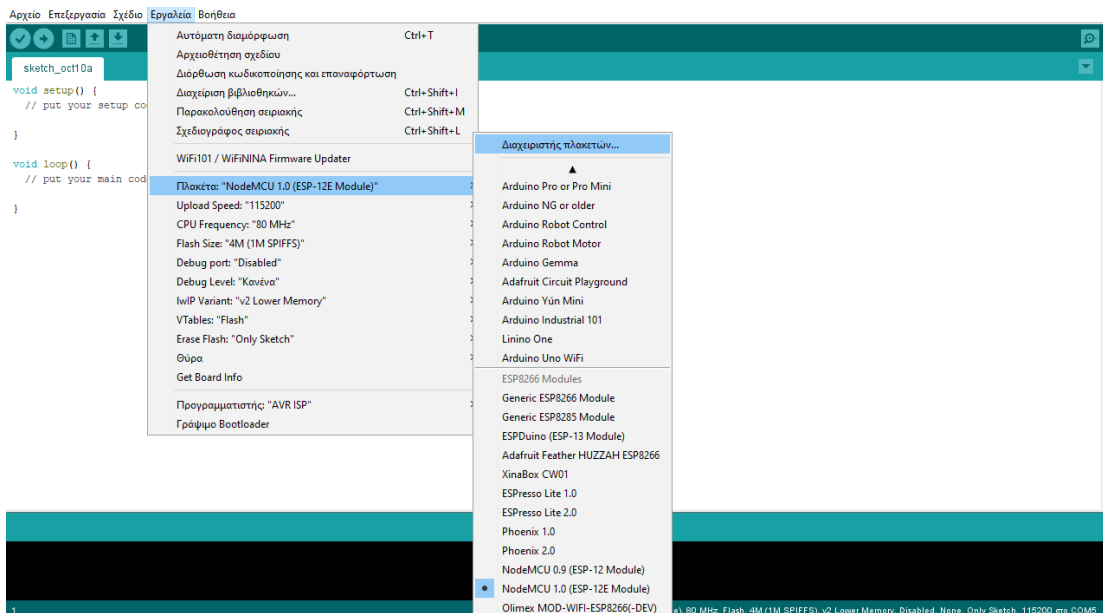 Αρχείο Επεξεργασία Σχέδιο Εργαλεία Βοήθεια
sketch_oct10a
void setup() {
// put your setup co
}
void loop() {
// put your main cod
}
Αυτόματη διαμόρφωση Ctrl+T
Αρχειοθέτηση σχεδίου
Διόρθωση κωδικοποίησης και επαναφόρτωση
Διαχείριση βιβλιοθηκών... Ctrl+Shift+I
Παρακολούθηση σειριακής Ctrl+Shift+M
Σχεδιογράφος σειριακής Ctrl+Shift+L
WiFi101 / WiFiNINA Firmware Updater
Πλακέτα: "NodeMCU 1.0 (ESP-12E Module)"
Upload Speed: "115200"
CPU Frequency: "80 MHz"
Flash Size: "4M (1M SPIFFS)"
Debug port: "Disabled"
Debug Level: "Κανένα"
IwIP Variant: "v2 Lower Memory"
VTables: "Flash"
Erase Flash: "Only Sketch"
Θύρα
Get Board Info
Προγραμματιστής: "AVR ISP"
Γράψιμο Bootloader
Διαχειριστής πλακετών...
Arduino Pro or Pro Mini
Arduino NG or older
Arduino Robot Control
Arduino Robot Motor
Arduino Gemma
Adafruit Circuit Playground
Arduino Yún Mini
Arduino Industrial 101
Linino One
Arduino Uno WiFi
ESP8266 Modules
Generic ESP8266 Module
Generic ESP8285 Module
ESPDuino (ESP-13 Module)
Adafruit Feather HUZZAH ESP8266
XinaBox CW01
ESPresso Lite 1.0
ESPresso Lite 2.0
Phoenix 1.0
Phoenix 2.0
NodeMCU 0.9 (ESP-12 Module)
NodeMCU 1.0 (ESP-12E Module)
Olimex MOD-WIFI-ESP8266(-DEV)
1 e), 80 MHz, Flash, 4M (1M SPIFFS), v2 Lower Memory, Disabled, None, Only Sketch, 115200 στο COM5